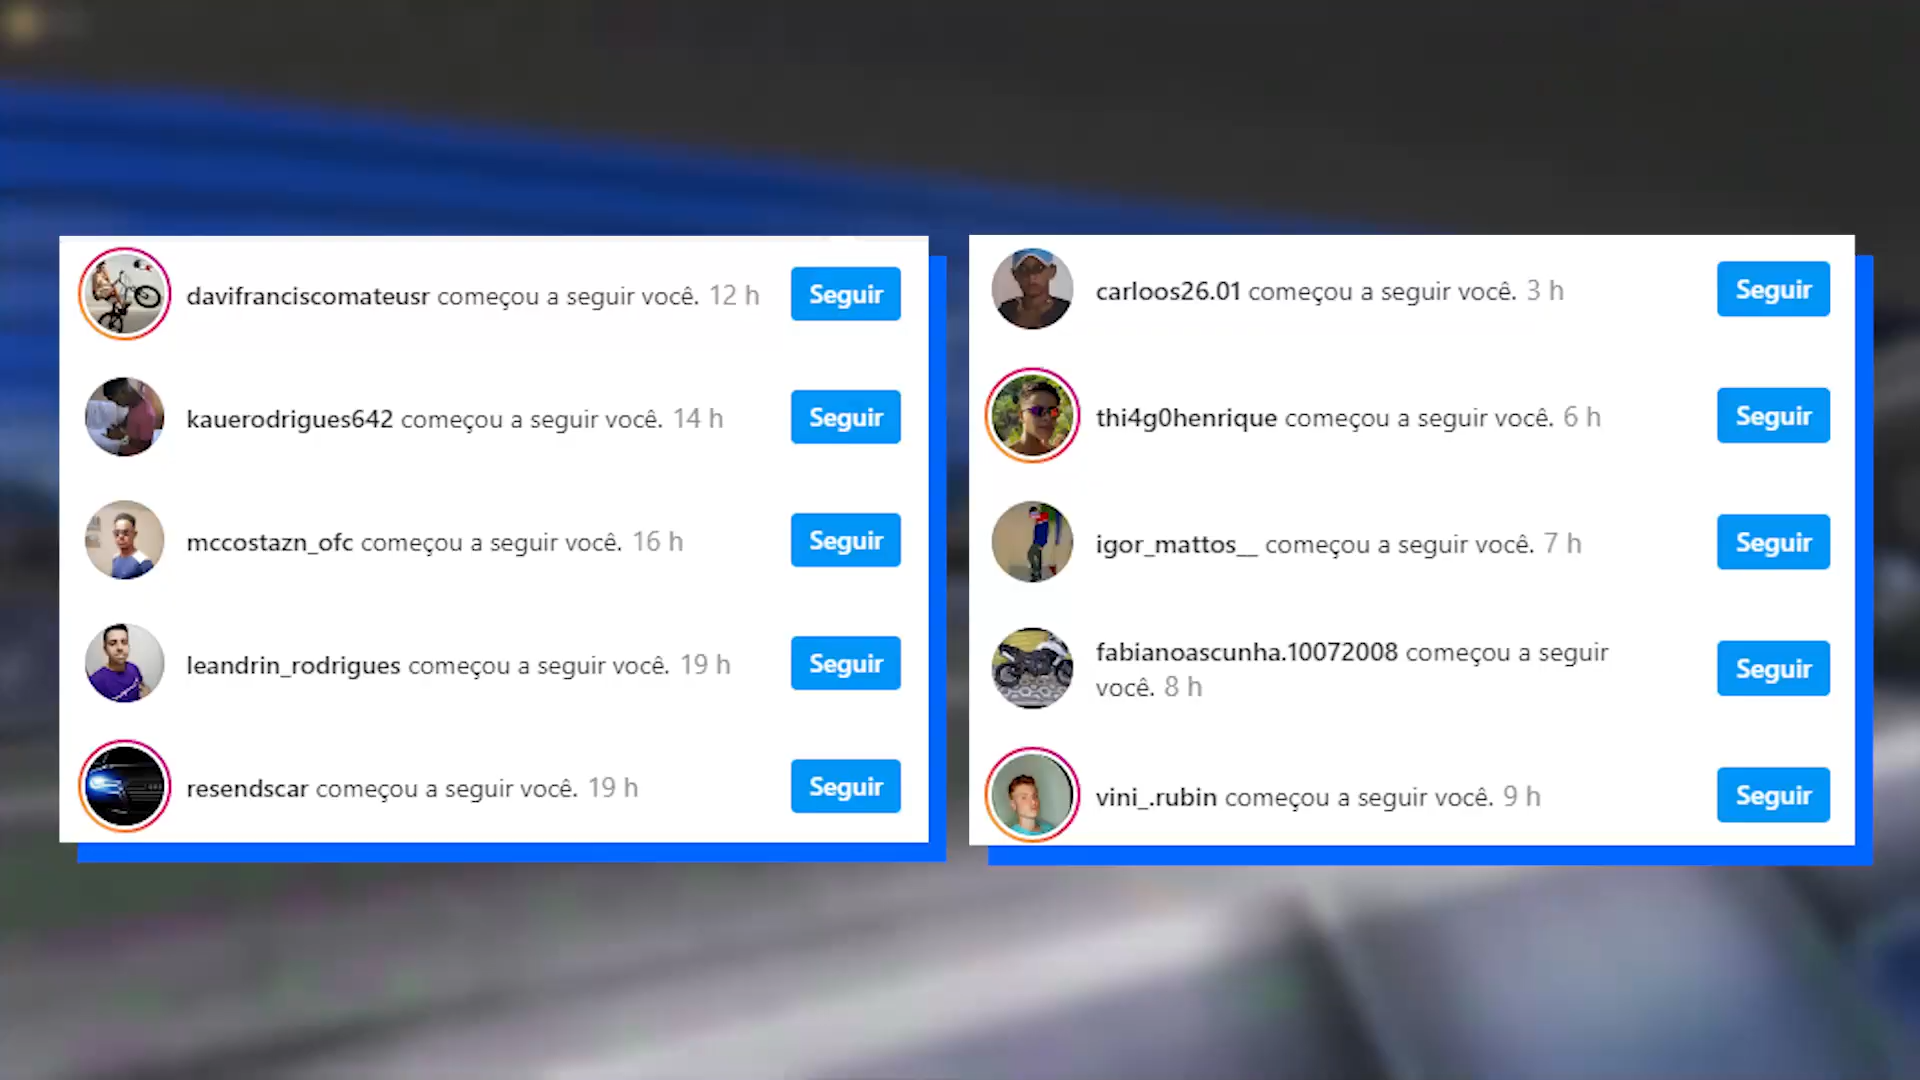 davifranciscomateusr começou a seguir você. 12 h Seguir
kauerodrigues642 começou a seguir você. 14 h Seguir
mccostazn_ofc começou a seguir você. 16 h Seguir
leandrin_rodrigues começou a seguir você. 19 h Seguir
resendscar começou a seguir você. 19 h Seguir
carloos26.01 começou a seguir você. 3 h Seguir
thi4g0henrique começou a seguir você. 6 h Seguir
igor_mattos__ começou a seguir você. 7 h Seguir
fabianoascunha.10072008 começou a seguir
você. 8 h Seguir
vini_.rubin começou a seguir você. 9 h Seguir